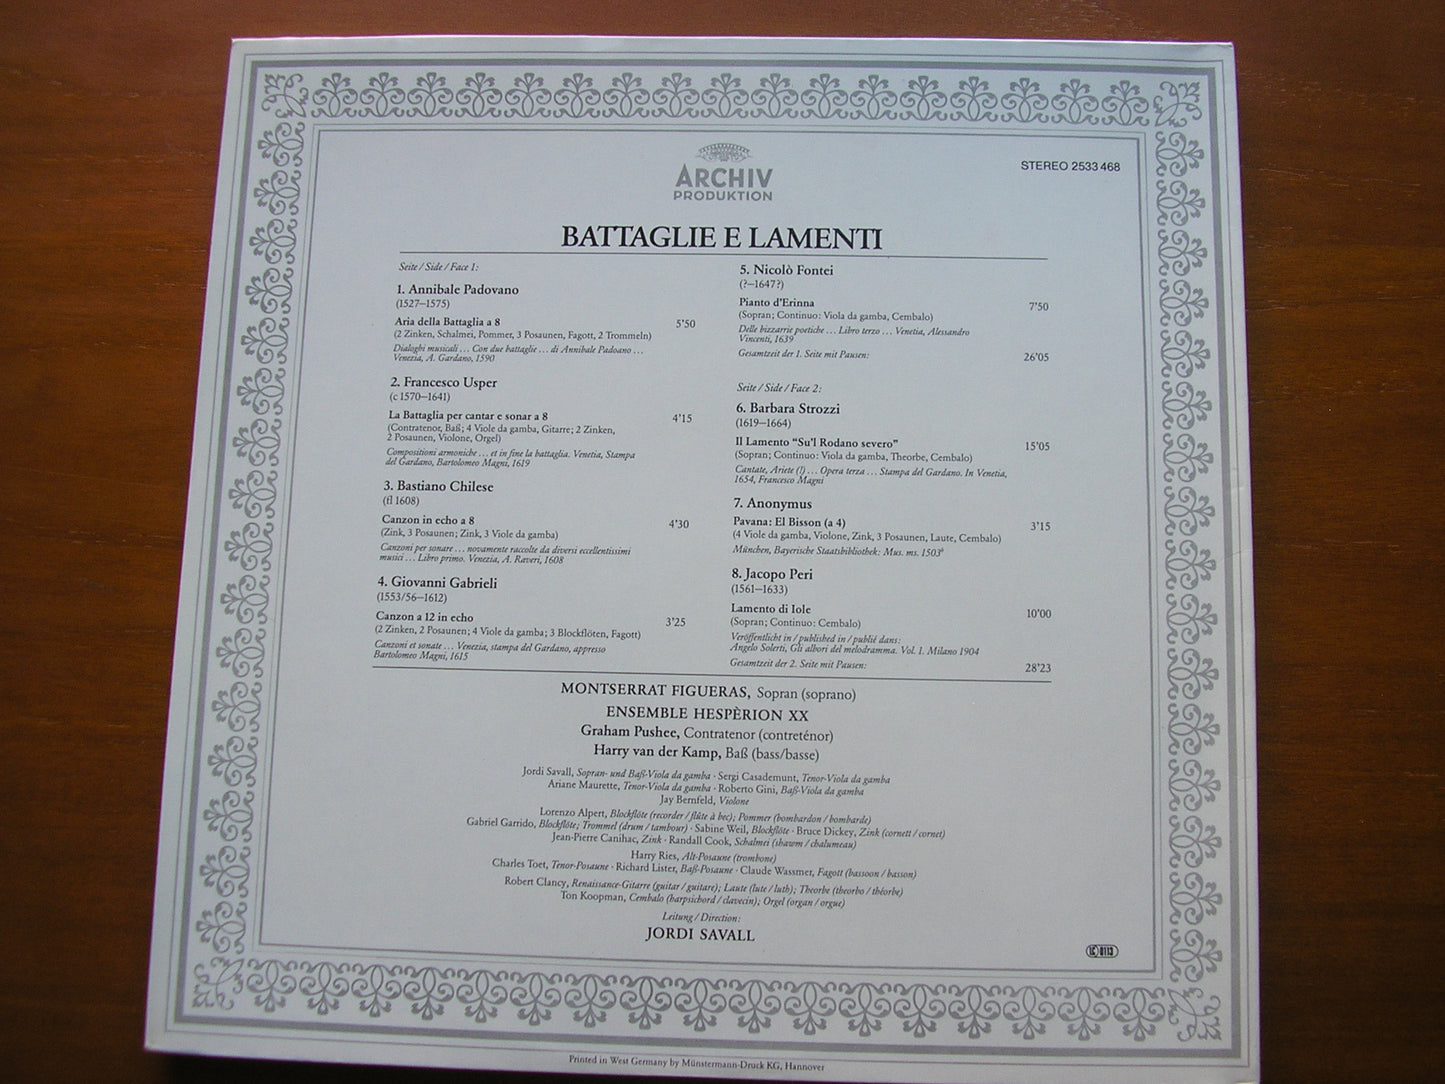 ARCHIV
PRODUKTION
STEREO 2533 468
BATTAGLIE E LAMENTI
Seite / Side / Face 1:
1. Annibale Padovano
(1527–1575)
Aria della Battaglia a 8 5'50
(2 Zinken, Schalmei, Pommer, 3 Posaunen, Fagott, 2 Trommeln)
Dialoghi musicali ... Con due battaglie ... di Annibale Padoano ...
Venezia, A. Gardano, 1590
2. Francesco Usper
(c 1570–1641)
La Battaglia per cantar e sonar a 8 4'15
(Contratenor, Baß; 4 Viole da gamba, Gitarre; 2 Zinken,
2 Posaunen, Violone, Orgel)
Compositioni armoniche ... et in fine la battaglia. Venetia, Stampa
del Gardano, Bartolomeo Magni, 1619
3. Bastiano Chilese
(fl 1608)
Canzon in echo a 8 4'30
(Zink, 3 Posaunen; Zink, 3 Viole da gamba)
Canzoni per sonare ... novamente raccolte da diversi eccellentissimi
musici ... Libro primo. Venezia, A. Raveri, 1608
4. Giovanni Gabrieli
(1553/56–1612)
Canzon a 12 in echo 3'25
(2 Zinken, 2 Posaunen; 4 Viole da gamba; 3 Blockflöten, Fagott)
Canzoni et sonate ... Venezia, stampa del Gardano, appresso
Bartolomeo Magni, 1615
5. Nicolò Fontei
(?–1647?)
Pianto d'Erinna 7'50
(Sopran; Continuo: Viola da gamba, Cembalo)
Delle bizzarrie poetiche ... Libro terzo ... Venetia, Alessandro
Vincenti, 1639
Gesamtzeit der 1. Seite mit Pausen: 26'05
Seite / Side / Face 2:
6. Barbara Strozzi
(1619–1664)
Il Lamento "Su'l Rodano severo" 15'05
(Sopran; Continuo: Viola da gamba, Theorbe, Cembalo)
Cantate, Ariete (!) ... Opera terza ... Stampa del Gardano. In Venetia,
1654, Francesco Magni
7. Anonymus
Pavana: El Bisson (a 4) 3'15
(4 Viole da gamba, Violone, Zink, 3 Posaunen, Laute, Cembalo)
München, Bayerische Staatsbibliothek: Mus. ms. 1503ʰ
8. Jacopo Peri
(1561–1633)
Lamento di Iole 10'00
(Sopran; Continuo: Cembalo)
Veröffentlicht in / published in / publié dans:
Angelo Solerti, Gli albori del melodramma. Vol. 1. Milano 1904
Gesamtzeit der 2. Seite mit Pausen: 28'23
MONTSERRAT FIGUERAS, Sopran (soprano)
ENSEMBLE HESPÈRION XX
Graham Pushee, Contratenor (contreténor)
Harry van der Kamp, Baß (bass/basse)
Jordi Savall, Sopran- und Baß-Viola da gamba · Sergi Casademunt, Tenor-Viola da gamba
Ariane Maurette, Tenor-Viola da gamba · Roberto Gini, Baß-Viola da gamba
Jay Bernfeld, Violone
Lorenzo Alpert, Blockflöte (recorder / flûte à bec); Pommer (bombardon / bombarde)
Gabriel Garrido, Blockflöte; Trommel (drum / tambour) · Sabine Weil, Blockflöte · Bruce Dickey, Zink (cornett / cornet)
Jean-Pierre Canihac, Zink · Randall Cook, Schalmei (shawm / chalumeau)
Harry Ries, Alt-Posaune (trombone)
Charles Toet, Tenor-Posaune · Richard Lister, Baß-Posaune · Claude Wassmer, Fagott (bassoon / basson)
Robert Clancy, Renaissance-Gitarre (guitar / guitare); Laute (lute / luth); Theorbe (theorbo / théorbe)
Ton Koopman, Cembalo (harpsichord / clavecin); Orgel (organ / orgue)
Leitung / Direction:
JORDI SAVALL
LC 0113
Printed in West Germany by Münstermann-Druck KG, Hannover